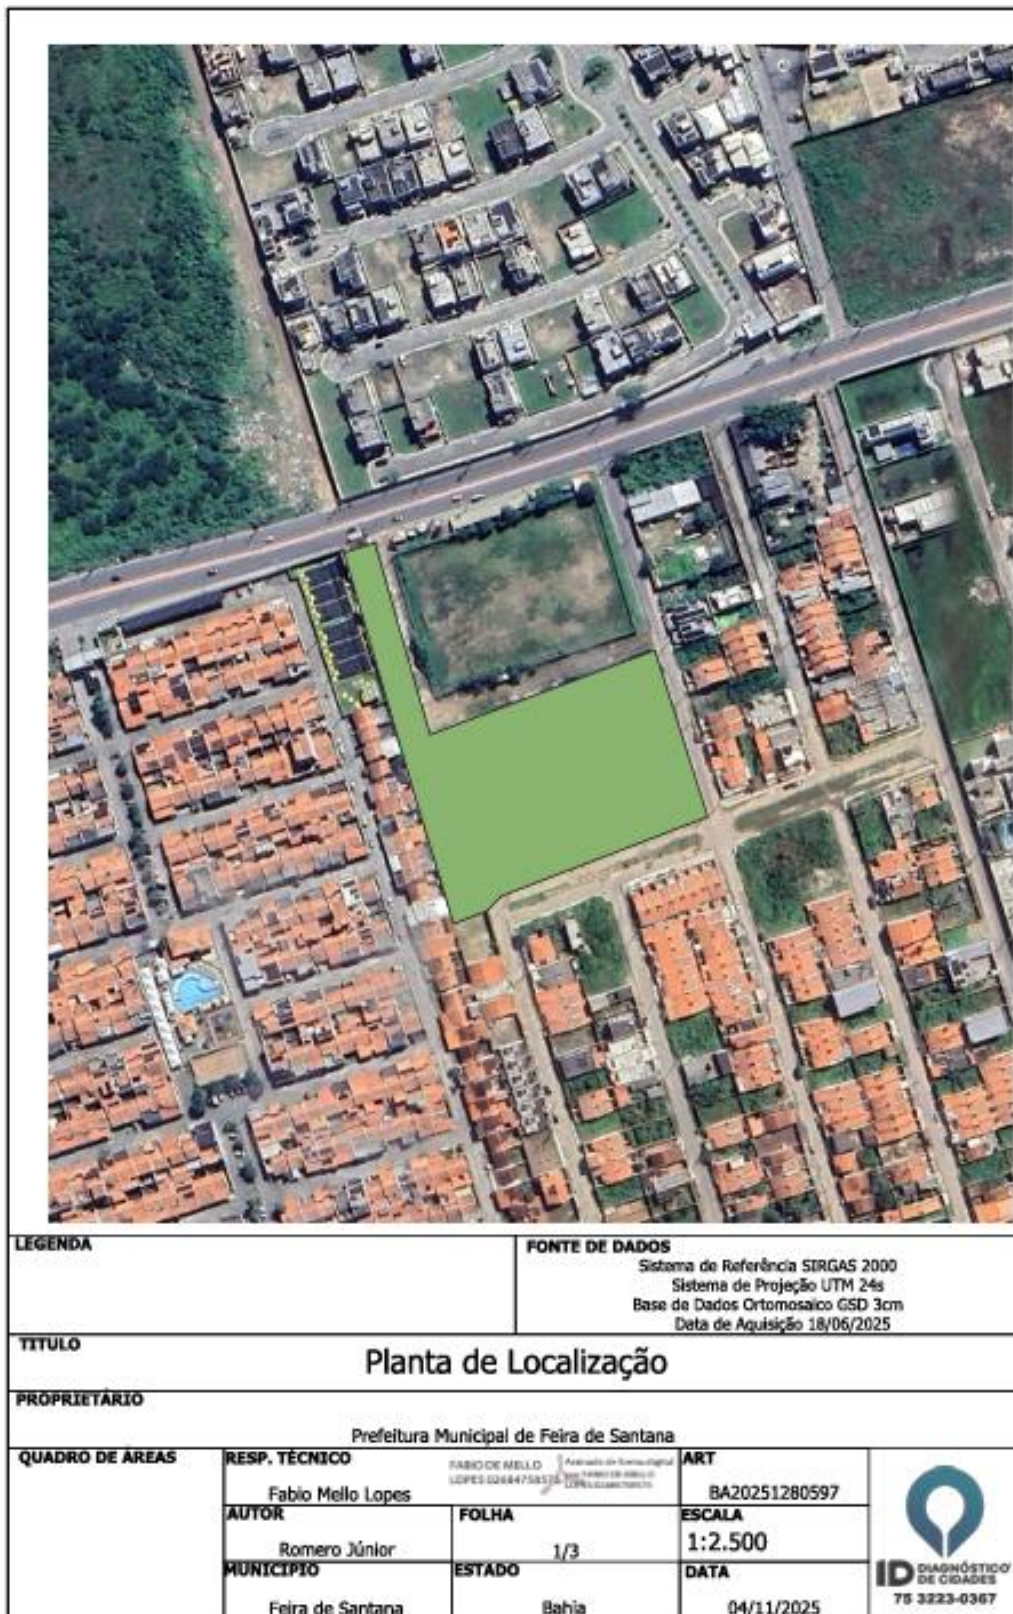 LEGENDA
FONTE DE DADOS
Sistema de Referência SIRGAS 2000
Sistema de Projeção UTM 24s
Base de Dados Ortomosaico GSD 3cm
Data de Aquisição 18/06/2025
TITULO
Planta de Localização
PROPRIETÁRIO
Prefeitura Municipal de Feira de Santana
QUADRO DE ÁREAS
RESP. TÉCNICO
Fabio Mello Lopes
FABIO DE MELLO
ART
BA20251280597
AUTOR
Romero Júnior
FOLHA
1/3
ESCALA
1:2.500
MUNICIPIO
Feira de Santana
ESTADO
Bahia
DATA
04/11/2025
ID DIAGNÓSTICO
DE CIDADES
75 3223-0367